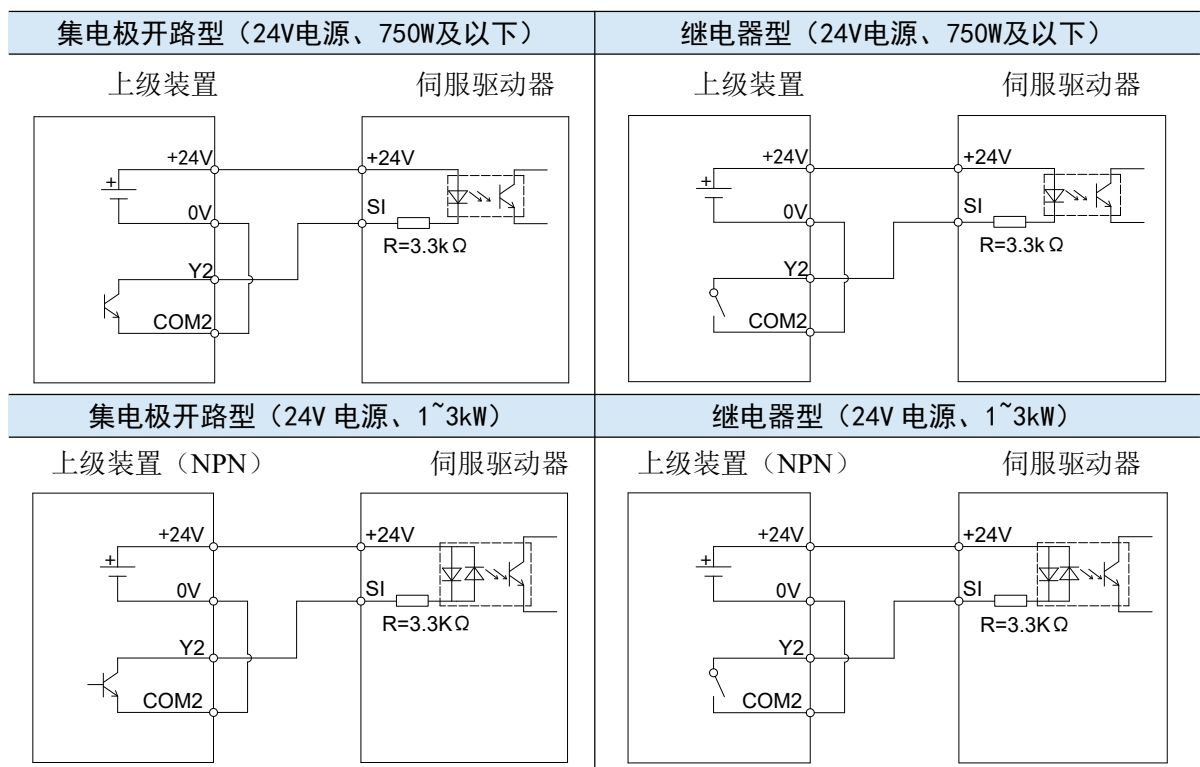 集电极开路型（24V电源、750W及以下）
继电器型（24V电源、750W及以下）
上级装置
伺服驱动器
+24V
+24V
+
0V
SI
R=3.3kΩ
Y2
COM2
上级装置
伺服驱动器
+24V
+24V
+
0V
SI
R=3.3kΩ
Y2
COM2
集电极开路型（24V 电源、1~3kW）
继电器型（24V 电源、1~3kW）
上级装置（NPN）
伺服驱动器
+24V
+24V
+
0V
SI
R=3.3KΩ
Y2
COM2
上级装置（NPN）
伺服驱动器
+24V
+24V
+
0V
SI
R=3.3KΩ
Y2
COM2